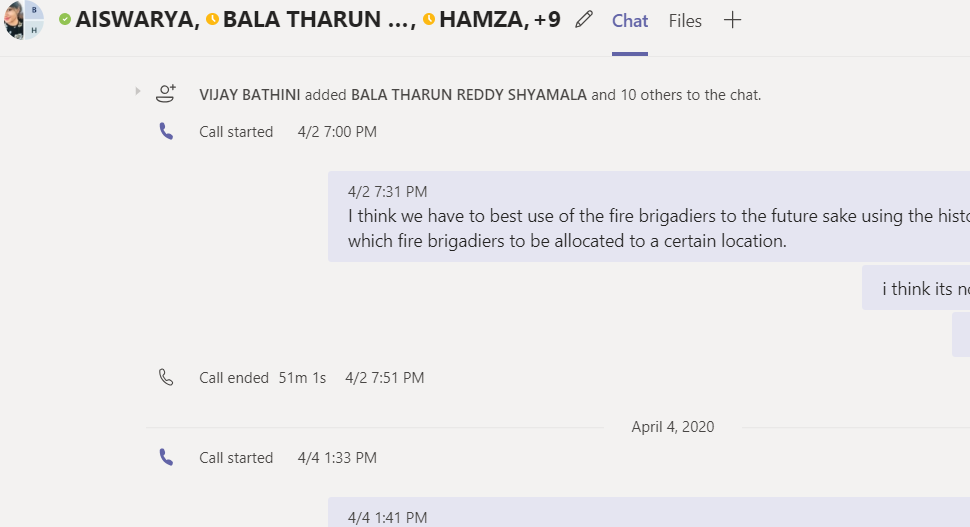 B
H
AISWARYA, BALA THARUN ..., HAMZA, +9 Chat Files
VIJAY BATHINI added BALA THARUN REDDY SHYAMALA and 10 others to the chat.
Call started 4/2 7:00 PM
4/2 7:31 PM
I think we have to best use of the fire brigadiers to the future sake using the
which fire brigadiers to be allocated to a certain location.
i think its
Call ended 51m 1s 4/2 7:51 PM
April 4, 2020
Call started 4/4 1:33 PM
4/4 1:41 PM